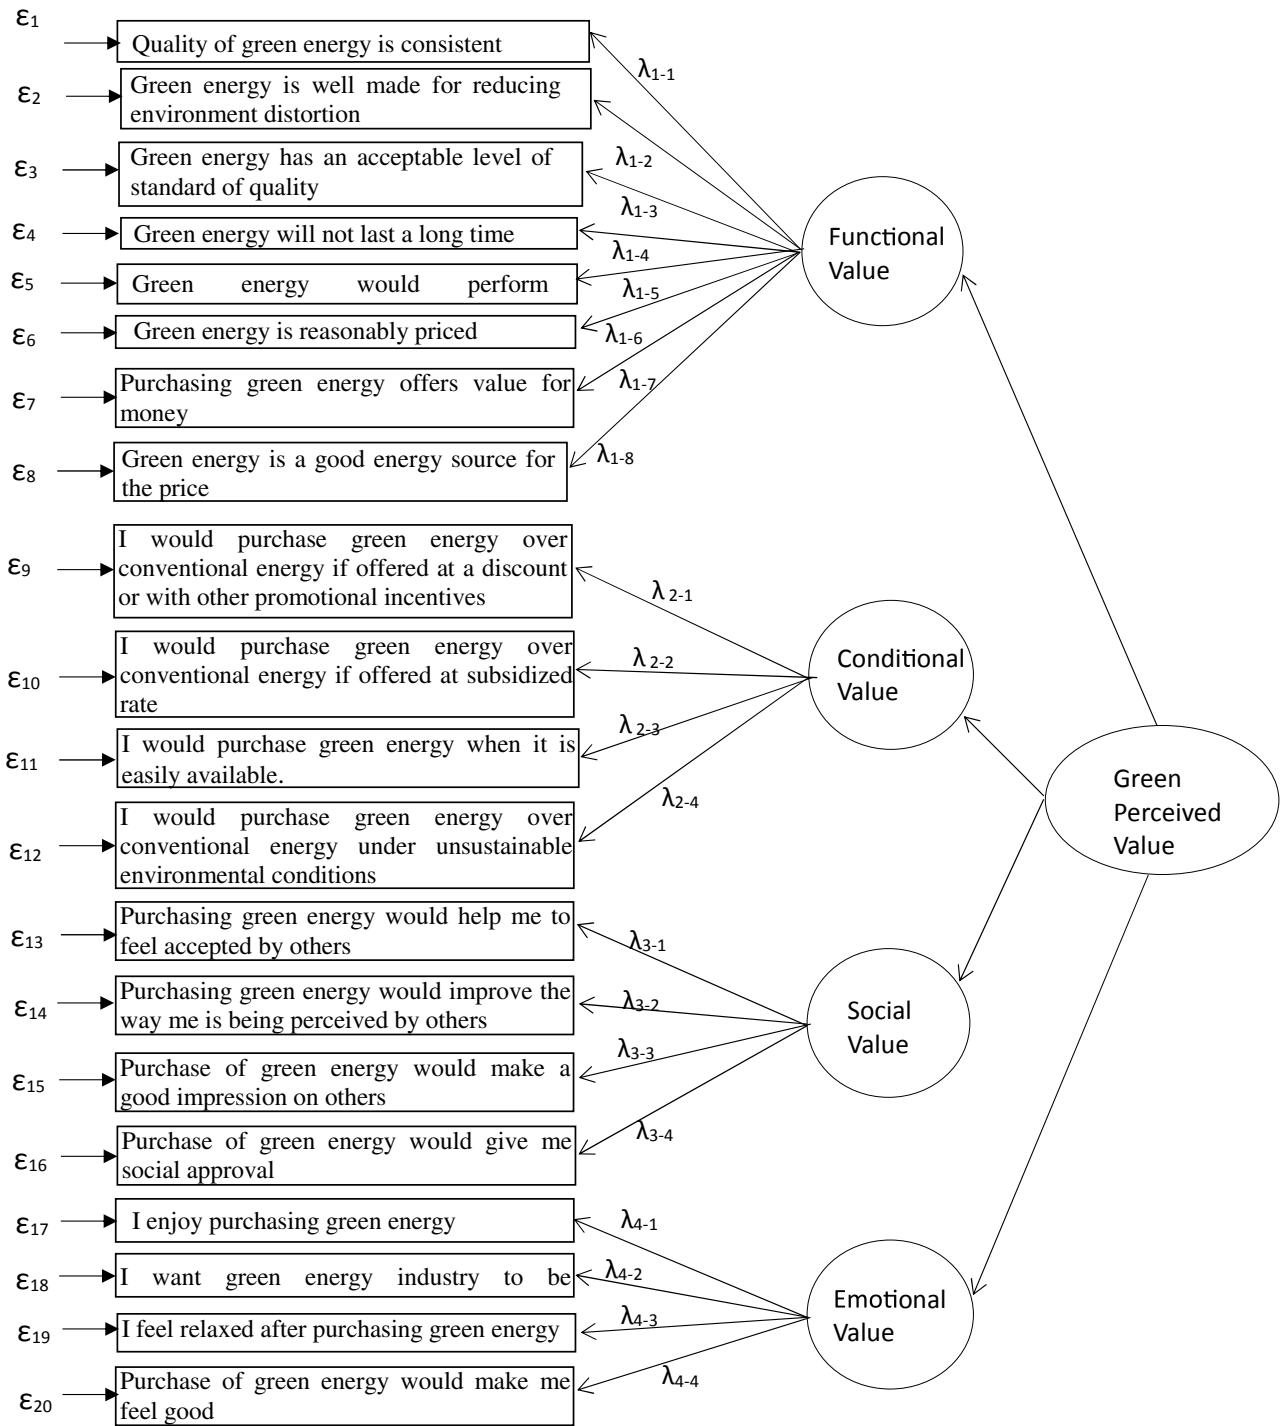 ε1
Quality of green energy is consistent
λ1-1
ε2
Green energy is well made for reducing
environment distortion
λ1-2
ε3
Green energy has an acceptable level of
standard of quality
λ1-3
ε4
Green energy will not last a long time
λ1-4
ε5
Green energy would perform
λ1-5
ε6
Green energy is reasonably priced
λ1-6
ε7
Purchasing green energy offers value for
money
λ1-7
ε8
Green energy is a good energy source for
the price
λ1-8
Functional
Value
ε9
I would purchase green energy over
conventional energy if offered at a discount
or with other promotional incentives
λ 2-1
ε10
I would purchase green energy over
conventional energy if offered at subsidized
rate
λ 2-2
ε11
I would purchase green energy when it is
easily available.
λ 2-3
ε12
I would purchase green energy over
conventional energy under unsustainable
environmental conditions
λ2-4
Conditional
Value
Green
Perceived
Value
ε13
Purchasing green energy would help me to
feel accepted by others
λ3-1
ε14
Purchasing green energy would improve the
way me is being perceived by others
λ3-2
ε15
Purchase of green energy would make a
good impression on others
λ3-3
ε16
Purchase of green energy would give me
social approval
λ3-4
Social
Value
ε17
I enjoy purchasing green energy
λ4-1
ε18
I want green energy industry to be
λ4-2
ε19
I feel relaxed after purchasing green energy
λ4-3
ε20
Purchase of green energy would make me
feel good
λ4-4
Emotional
Value